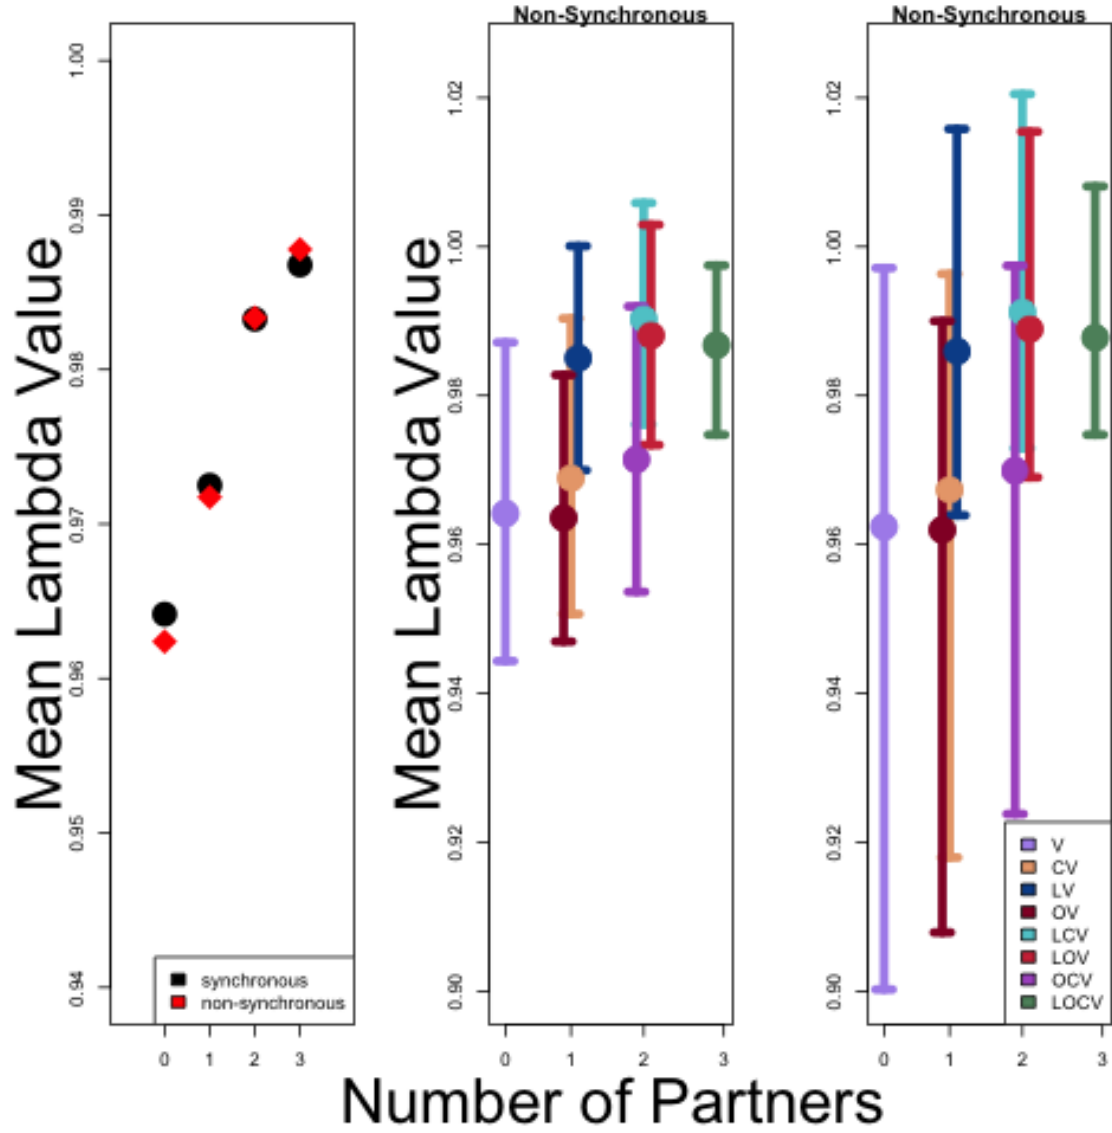 Non-Synchronous
Non-Synchronous
Mean Lambda Value
1.00
0.99
0.98
0.97
0.96
0.95
0.94
synchronous
non-synchronous
0 1 2 3
Mean Lambda Value
1.02
1.00
0.98
0.96
0.94
0.92
0.90
0 1 2 3
1.02
1.00
0.98
0.96
0.94
0.92
0.90
V
CV
LV
OV
LCV
LOV
OCV
LOCV
0 1 2 3
Number of Partners